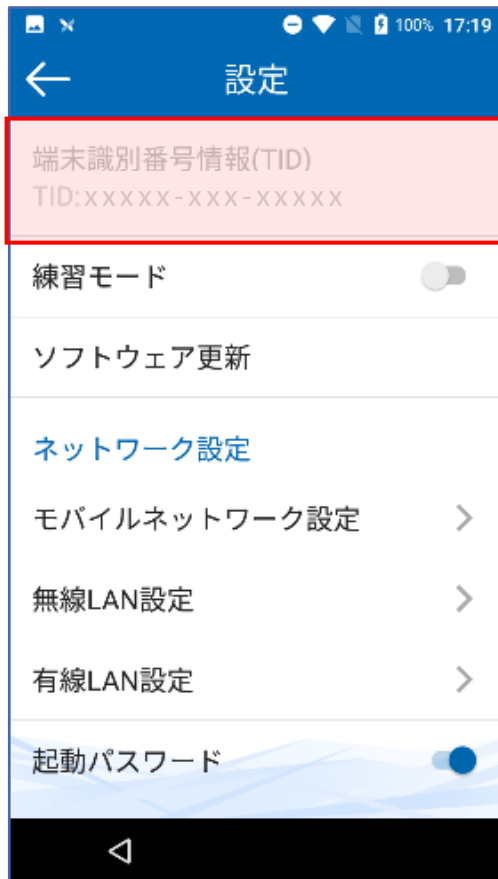 100% 17:19
設定
端末識別番号情報(TID)
TID:xxxxx-xxx-xxxxx
練習モード
ソフトウェア更新
ネットワーク設定
モバイルネットワーク設定
無線LAN設定
有線LAN設定
起動パスワード